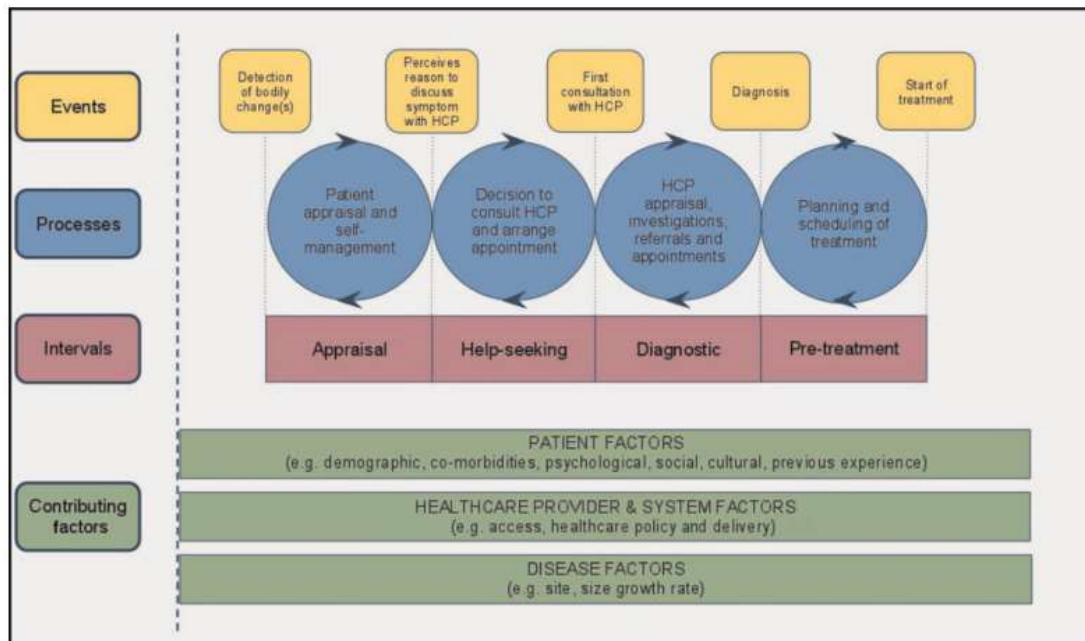 Events
Detection
of bodily
change(s)
Perceives
reason to
discuss
symptom
with HCP
First
consultation
with HCP
Diagnosis
Start of
treatment
Processes
Patient
appraisal and
self-
management
Decision to
consult HCP
and arrange
appointment
HCP
appraisal,
investigations,
referrals and
appointments
Planning and
scheduling of
treatment
Intervals
Appraisal
Help-seeking
Diagnostic
Pre-treatment
Contributing
factors
PATIENT FACTORS
(e.g. demographic, co-morbidities, psychological, social, cultural, previous experience)
HEALTHCARE PROVIDER & SYSTEM FACTORS
(e.g. access, healthcare policy and delivery)
DISEASE FACTORS
(e.g. site, size growth rate)